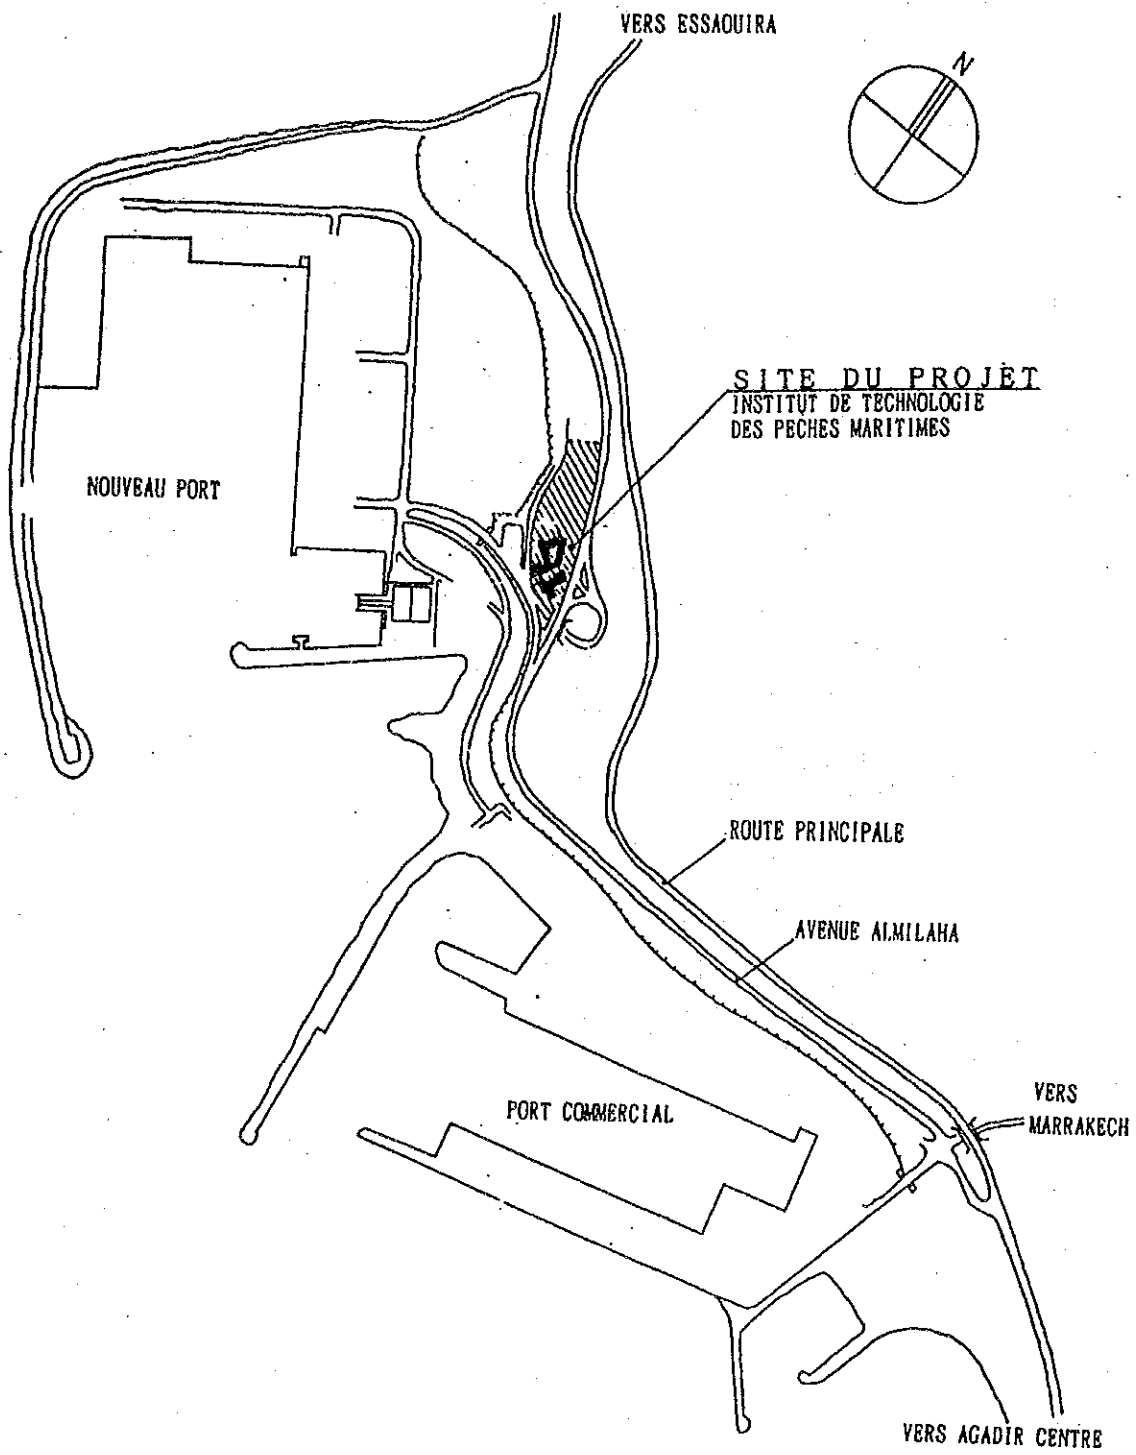 VERS ESSAOUIRA
N
SITE DU PROJET
INSTITUT DE TECHNOLOGIE
DES PECHES MARITIMES
NOUVEAU PORT
ROUTE PRINCIPALE
AVENUE ALMILAHA
PORT COMMERCIAL
VERS
MARRAKECH
VERS AGADIR CENTRE